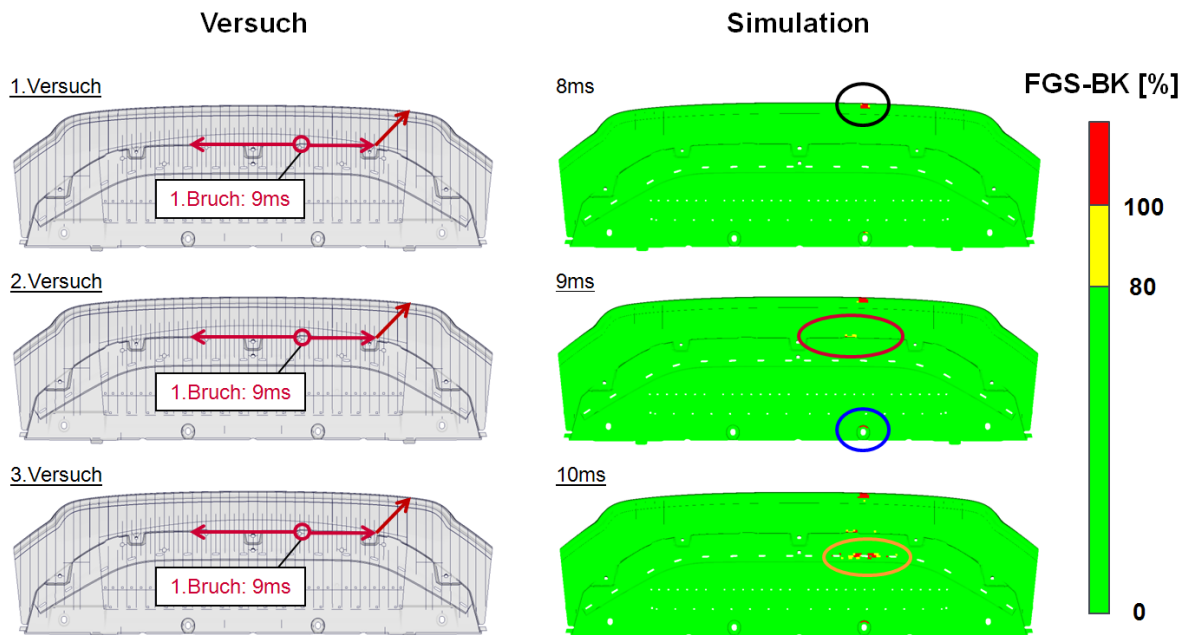 Versuch
Simulation
1.Versuch
1.Bruch: 9ms
2.Versuch
1.Bruch: 9ms
3.Versuch
1.Bruch: 9ms
8ms
9ms
10ms
FGS-BK [%]
100
80
0